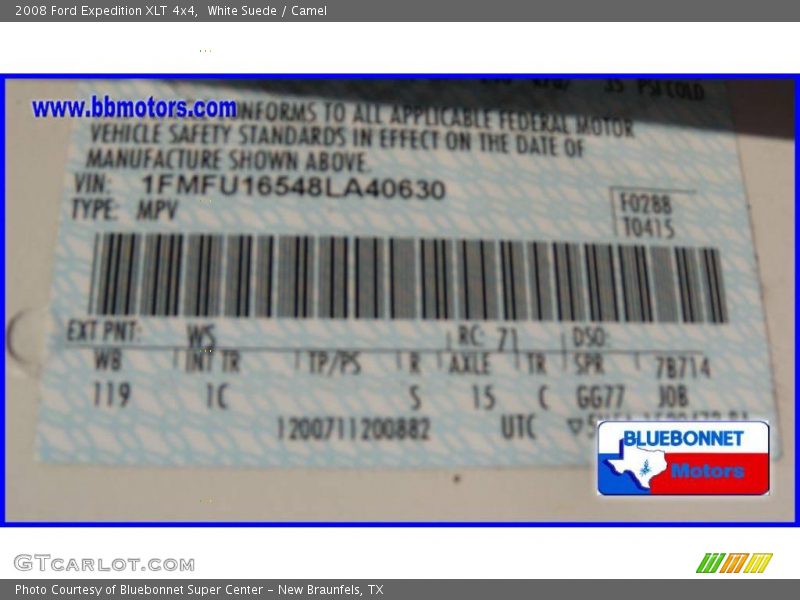 2008 Ford Expedition XLT 4x4, White Suede / Camel
www.bbmotors.com
PSI COLD
CONFORMS TO ALL APPLICABLE FEDERAL MOTOR
VEHICLE SAFETY STANDARDS IN EFFECT ON THE DATE OF
MANUFACTURE SHOWN ABOVE.
VIN: 1FMFU16548LA40630
TYPE: MPV
F0288
T0415
EXT PNT: WS RC: 71 DSO:
WB INT TR TP/PS R AXLE TR SPR 7B714
119 1C S 15 C GG77 JOB
1200711200882 UTC
BLUEBONNET
Motors
GTCARLOT.COM
Photo Courtesy of Bluebonnet Super Center - New Braunfels, TX